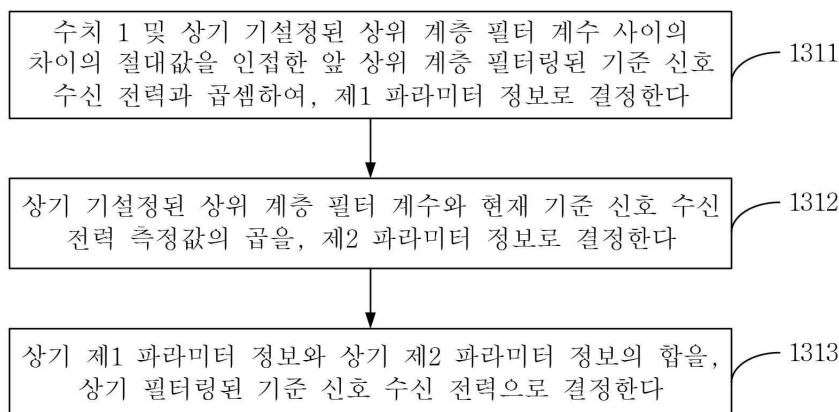 수치 1 및 상기 기설정된 상위 계층 필터 계수 사이의
차이의 절대값을 인접한 앞 상위 계층 필터링된 기준 신호
수신 전력과 곱셈하여, 제1 파라미터 정보로 결정한다
1311
상기 기설정된 상위 계층 필터 계수와 현재 기준 신호 수신
전력 측정값의 곱을, 제2 파라미터 정보로 결정한다
1312
상기 제1 파라미터 정보와 상기 제2 파라미터 정보의 합을,
상기 필터링된 기준 신호 수신 전력으로 결정한다
1313